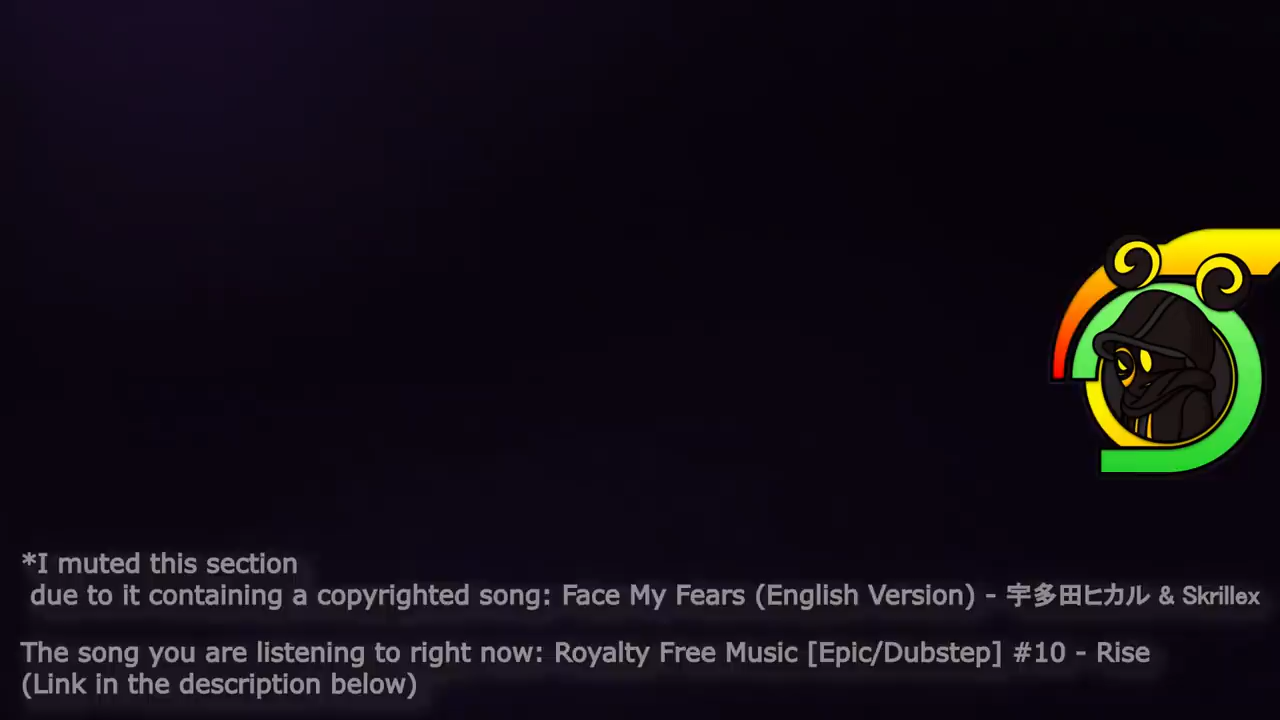 *I muted this section
due to it containing a copyrighted song: Face My Fears (English Version) - 宇多田ヒカル & Skrillex
The song you are listening to right now: Royalty Free Music [Epic/Dubstep] #10 - Rise
(Link in the description below)